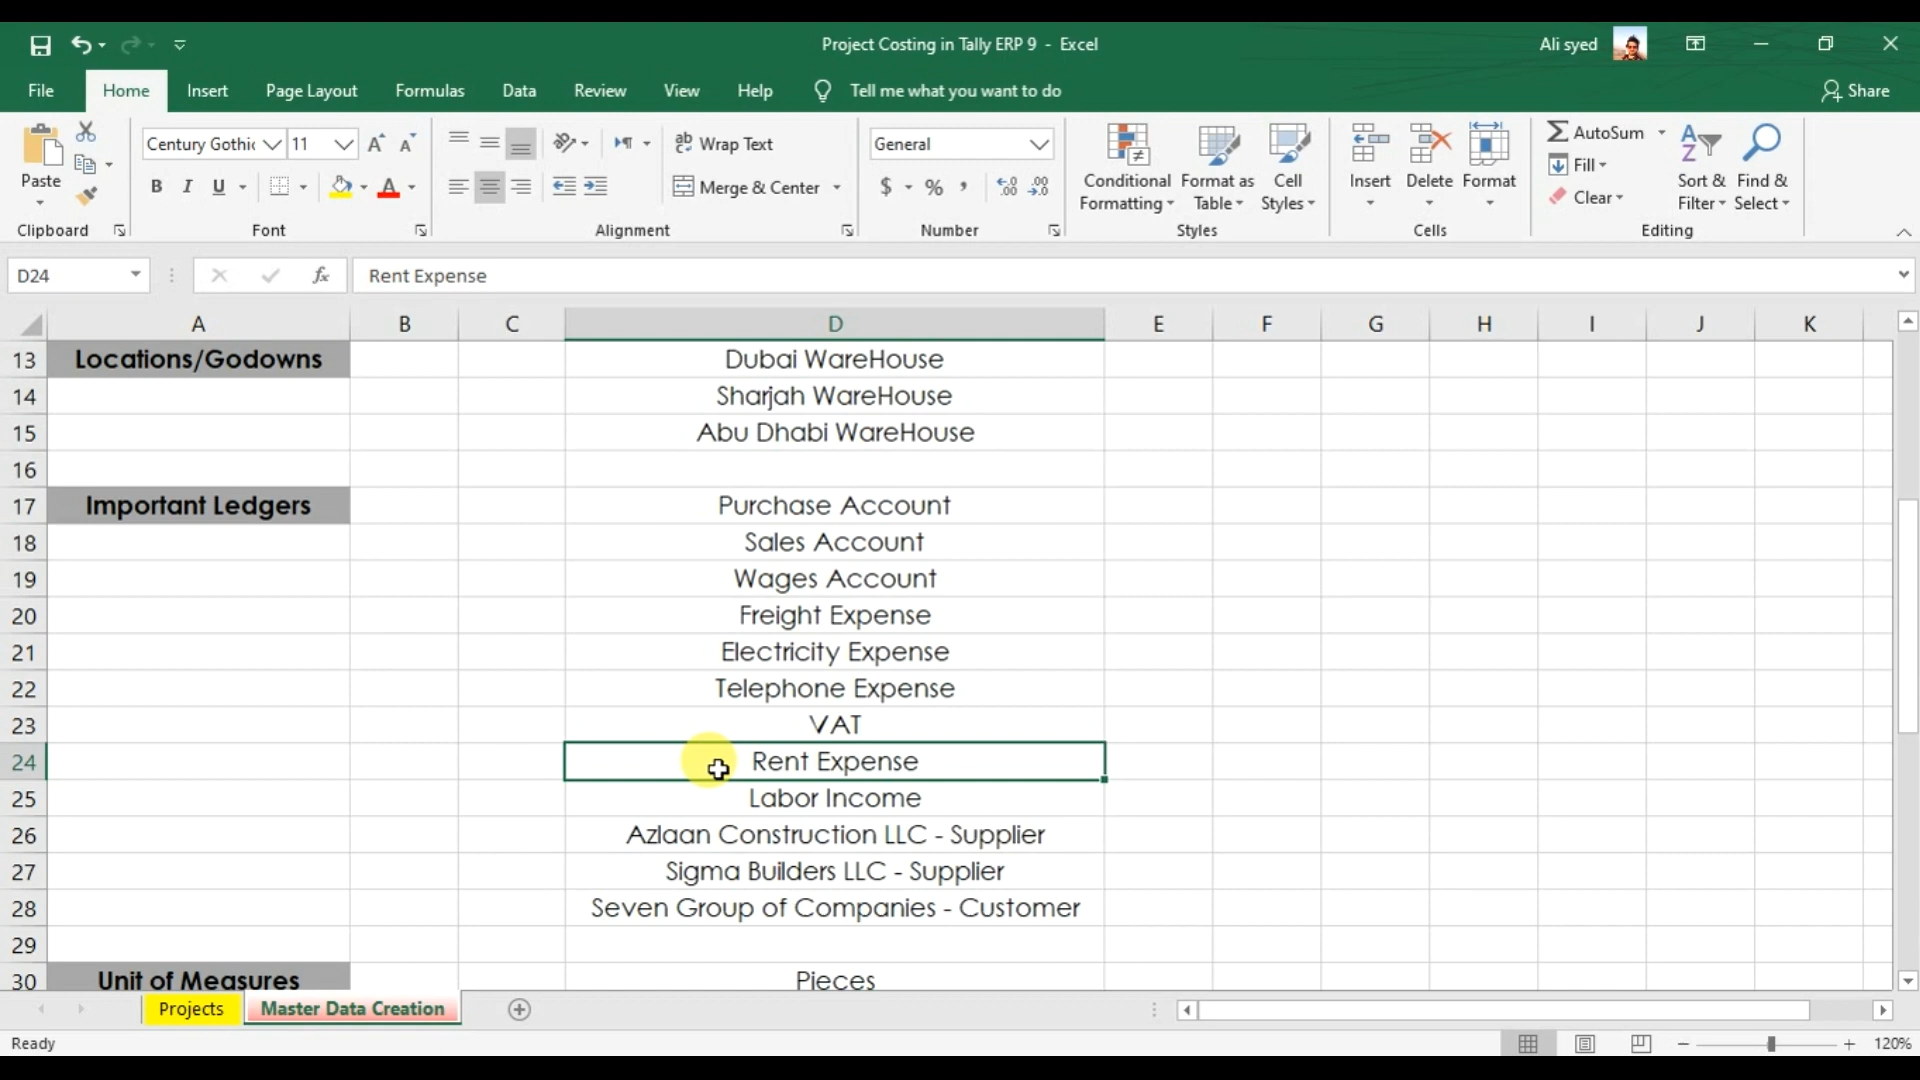 Project Costing in Tally ERP 9 - Excel
Ali syed
File Home Insert Page Layout Formulas Data Review View Help Tell me what you want to do Share
Paste
Clipboard
Century Gothic 11
B I U A
Font
Wrap Text
Merge & Center
Alignment
General
$ % ,
Number
Conditional Formatting
Format as Table
Cell Styles
Styles
Insert Delete Format
Cells
AutoSum
Fill
Clear
Sort & Filter
Find & Select
Editing
D24 fx Rent Expense
A B C D E F G H I J K
13 Locations/Godowns Dubai WareHouse
14 Sharjah WareHouse
15 Abu Dhabi WareHouse
16
17 Important Ledgers Purchase Account
18 Sales Account
19 Wages Account
20 Freight Expense
21 Electricity Expense
22 Telephone Expense
23 VAT
24 Rent Expense
25 Labor Income
26 Azlaan Construction LLC - Supplier
27 Sigma Builders LLC - Supplier
28 Seven Group of Companies - Customer
29
30 Unit of Measures Pieces
Projects Master Data Creation
Ready 120%